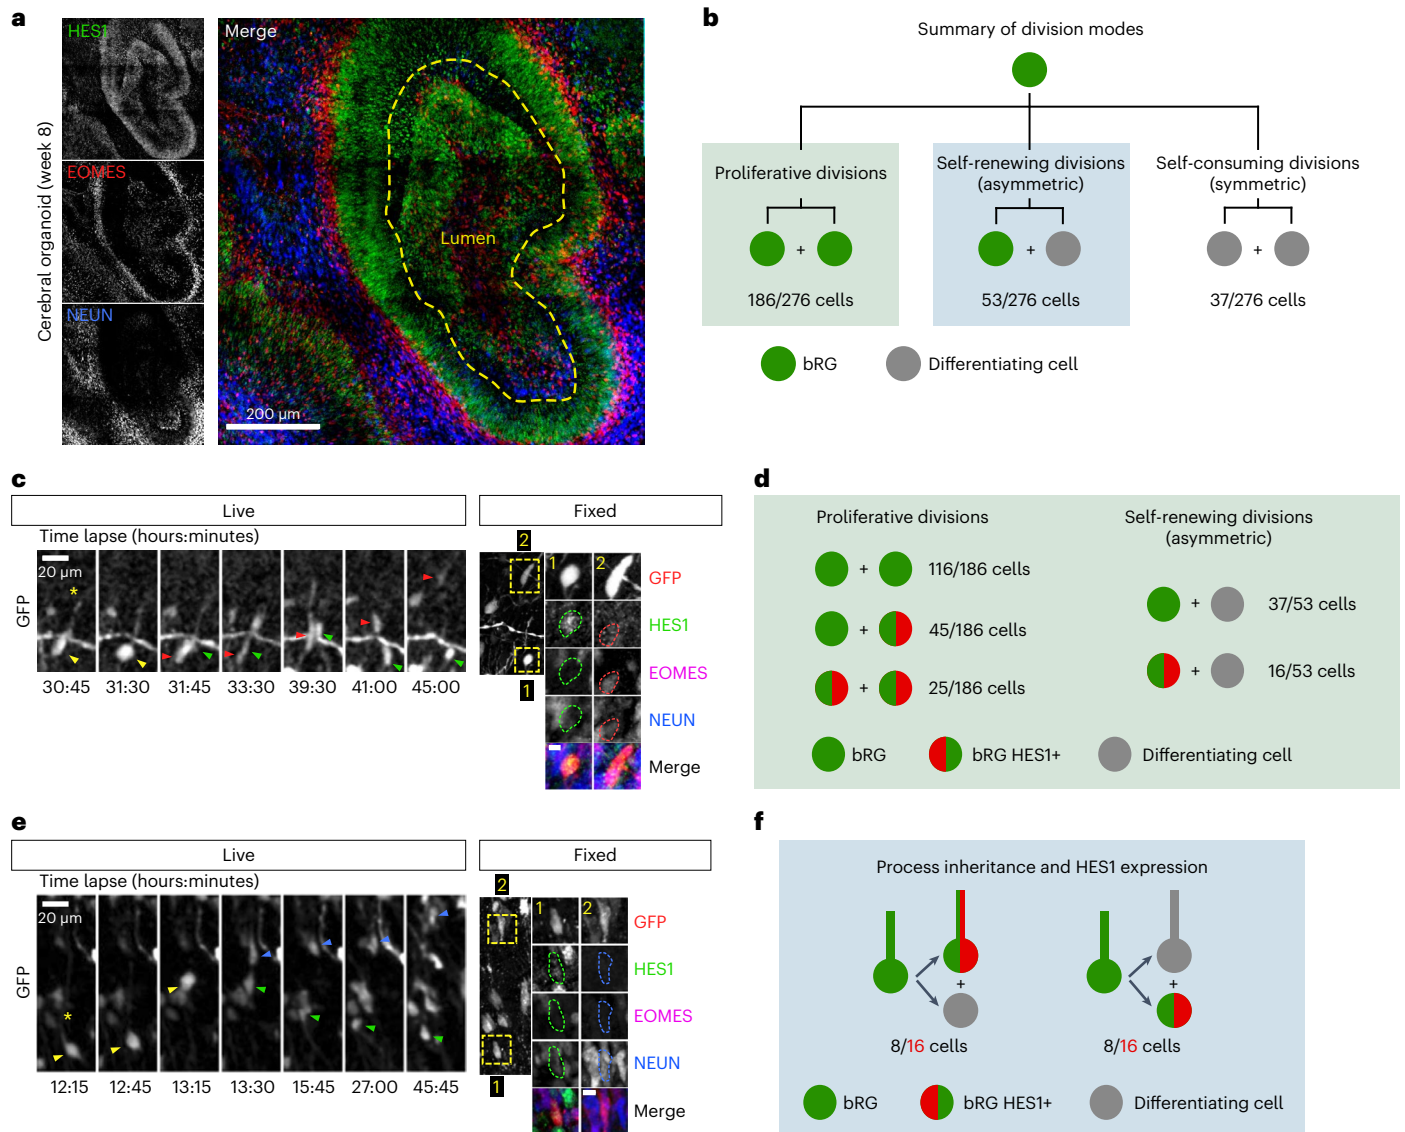 a
Cerebral organoid (week 8)
HES1
EOMES
NEUN
Merge
Lumen
200 µm
b
Summary of division modes
Proliferative divisions
+
186/276 cells
Self-renewing divisions
(asymmetric)
+
53/276 cells
Self-consuming divisions
(symmetric)
+
37/276 cells
bRG
Differentiating cell
c
Live
Fixed
Time lapse (hours:minutes)
GFP
20 µm
*
30:45
31:30
31:45
33:30
39:30
41:00
45:00
2
1
1
2
GFP
HES1
EOMES
NEUN
Merge
d
Proliferative divisions
+ 116/186 cells
+ 45/186 cells
+ 25/186 cells
Self-renewing divisions
(asymmetric)
+ 37/53 cells
+ 16/53 cells
bRG
bRG HES1+
Differentiating cell
e
Live
Fixed
Time lapse (hours:minutes)
GFP
20 µm
*
12:15
12:45
13:15
13:30
15:45
27:00
45:45
2
1
1
2
GFP
HES1
EOMES
NEUN
Merge
f
Process inheritance and HES1 expression
+
8/16 cells
+
8/16 cells
bRG
bRG HES1+
Differentiating cell